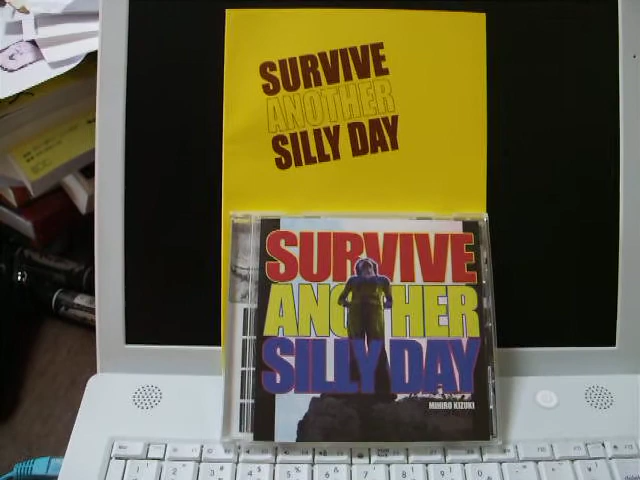 SURVIVE
ANOTHER
SILLY DAY
SURVIVE
ANOTHER
SILLY DAY
MIHIRO KIZUKI